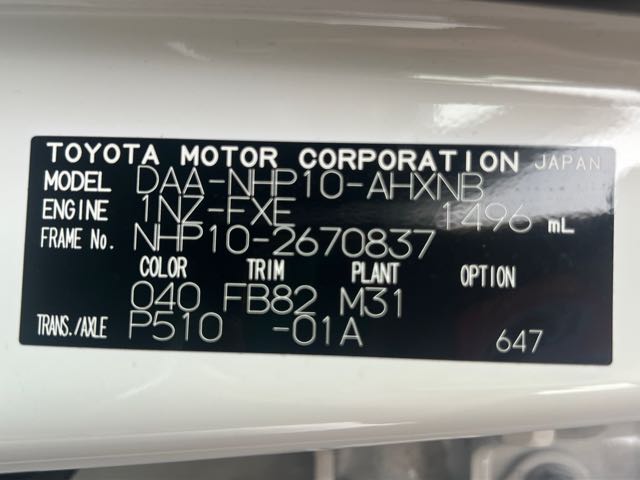 TOYOTA MOTOR CORPORATION JAPAN
MODEL DAA-NHP10-AHXNB
ENGINE 1NZ-FXE 1496 mL
FRAME No. NHP10-2670837
COLOR TRIM PLANT OPTION
040 FB82 M31
TRANS./AXLE P510 -01A 647